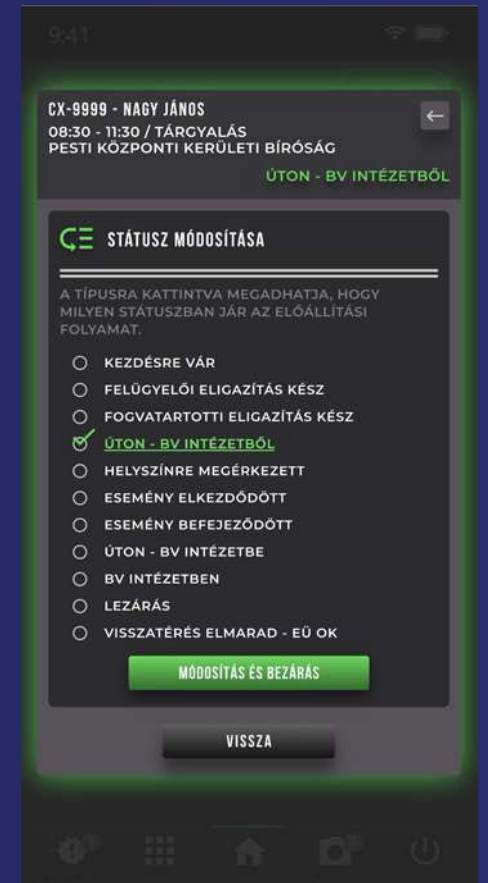 9:41
CX-9999 - NAGY JÁNOS
08:30 - 11:30 / TÁRGYALÁS
PESTI KÖZPONTI KERÜLETI BÍRÓSÁG
ÚTON - BV INTÉZETBŐL
STÁTUSZ MÓDOSÍTÁSA
A TÍPUSRA KATTINTVA MEGADHATJA, HOGY
MILYEN STÁTUSZBAN JÁR AZ ELŐÁLLÍTÁSI
FOLYAMAT.
KEZDÉSRE VÁR
FELÜGYELŐI ELIGAZÍTÁS KÉSZ
FOGVATARTOTTI ELIGAZÍTÁS KÉSZ
ÚTON - BV INTÉZETBŐL
HELYSZÍNRE MEGÉRKEZETT
ESEMÉNY ELKEZDŐDÖTT
ESEMÉNY BEFEJEZŐDÖTT
ÚTON - BV INTÉZETBE
BV INTÉZETBEN
LEZÁRÁS
VISSZATÉRÉS ELMARAD - EÜ OK
MÓDOSÍTÁS ÉS BEZÁRÁS
VISSZA